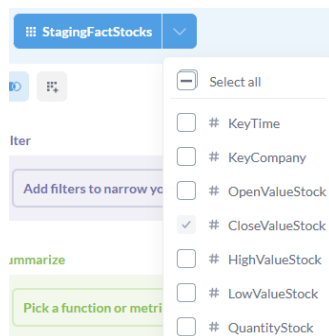 StagingFactStocks
Select all
# KeyTime
# KeyCompany
lter
# OpenValueStock
Add filters to narrow yo
# CloseValueStock
ummarize
# HighValueStock
# LowValueStock
Pick a function or metri
# QuantityStock